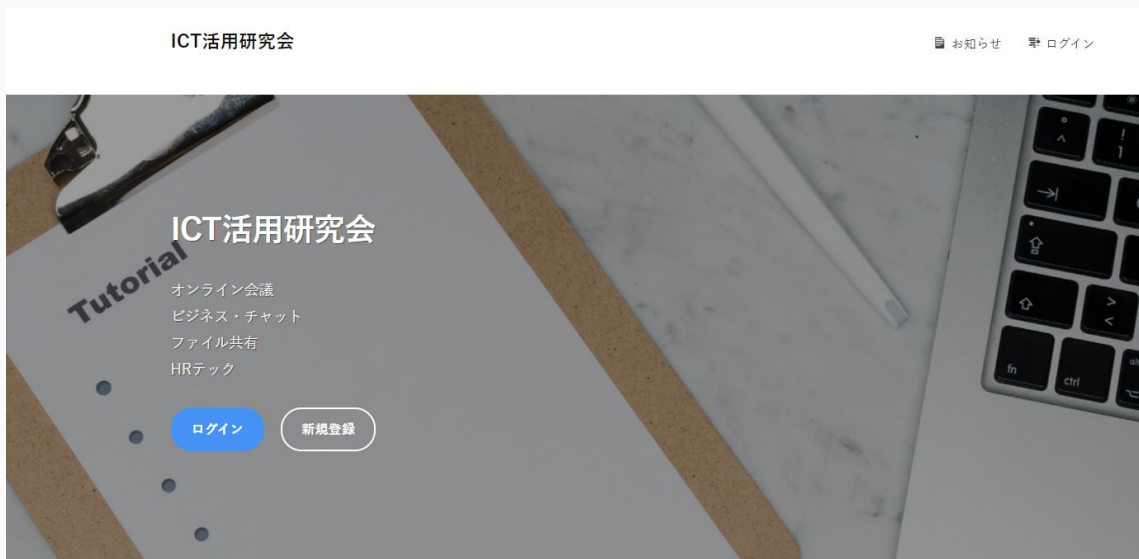 ICT活用研究会
お知らせ
ログイン
ICT活用研究会
Tutorial
オンライン会議
ビジネス・チャット
ファイル共有
HRテック
ログイン
新規登録
!
1
>
<
fn
ctrl